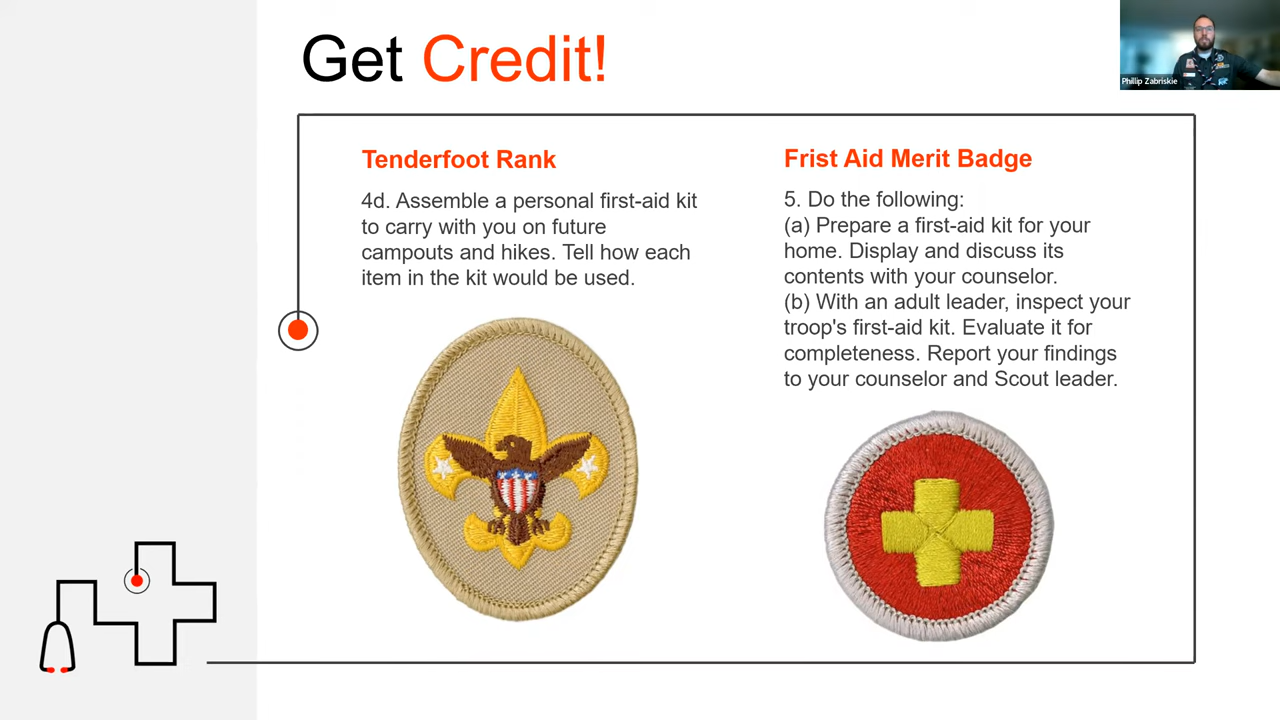 Get Credit!
Phillip Zabriskie
Tenderfoot Rank
4d. Assemble a personal first-aid kit
to carry with you on future
campouts and hikes. Tell how each
item in the kit would be used.
Frist Aid Merit Badge
5. Do the following:
(a) Prepare a first-aid kit for your
home. Display and discuss its
contents with your counselor.
(b) With an adult leader, inspect your
troop's first-aid kit. Evaluate it for
completeness. Report your findings
to your counselor and Scout leader.